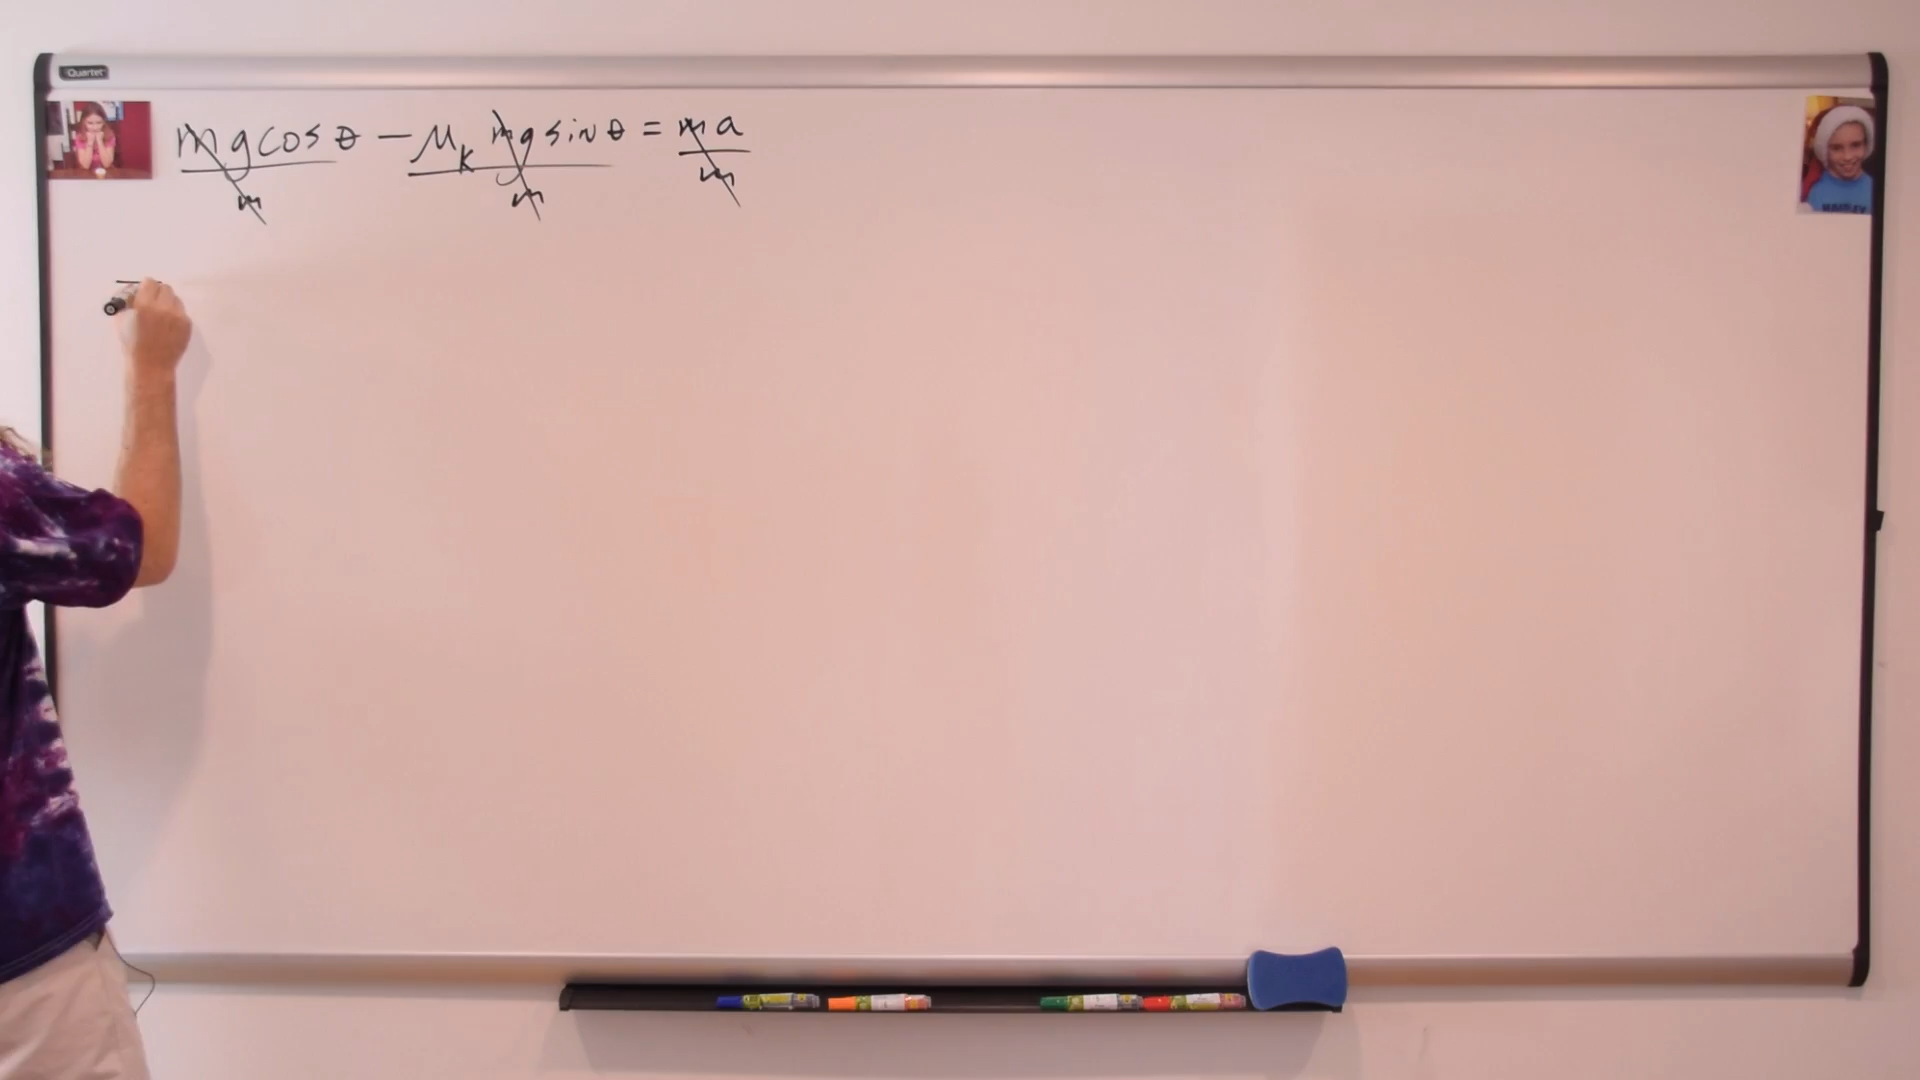 Quartet
mg cos θ − μk mg sin θ = ma
m m m